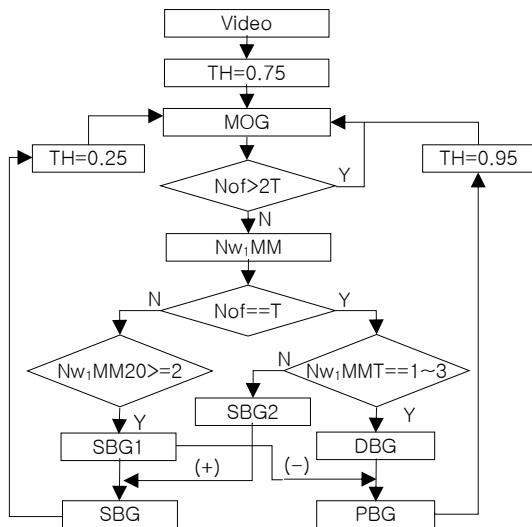 Video
TH=0.75
MOG
TH=0.25
TH=0.95
Nof>2T
Y
N
Nw₁MM
N
Nof==T
Y
Nw₁MM20>=2
N
Nw₁MMT==1~3
SBG2
Y
Y
SBG1
DBG
(+)
(-)
SBG
PBG